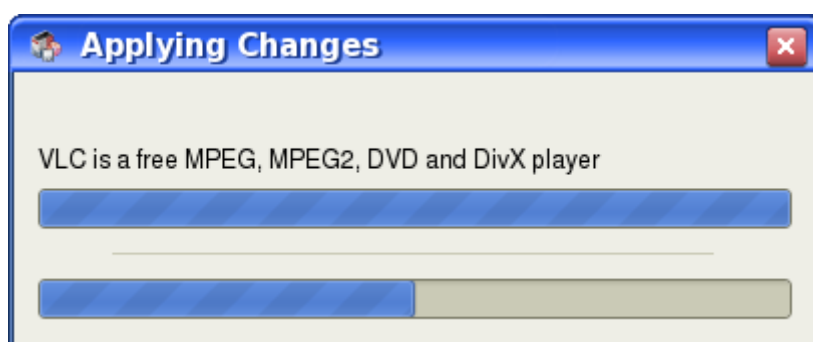 Applying Changes
VLC is a free MPEG, MPEG2, DVD and DivX player